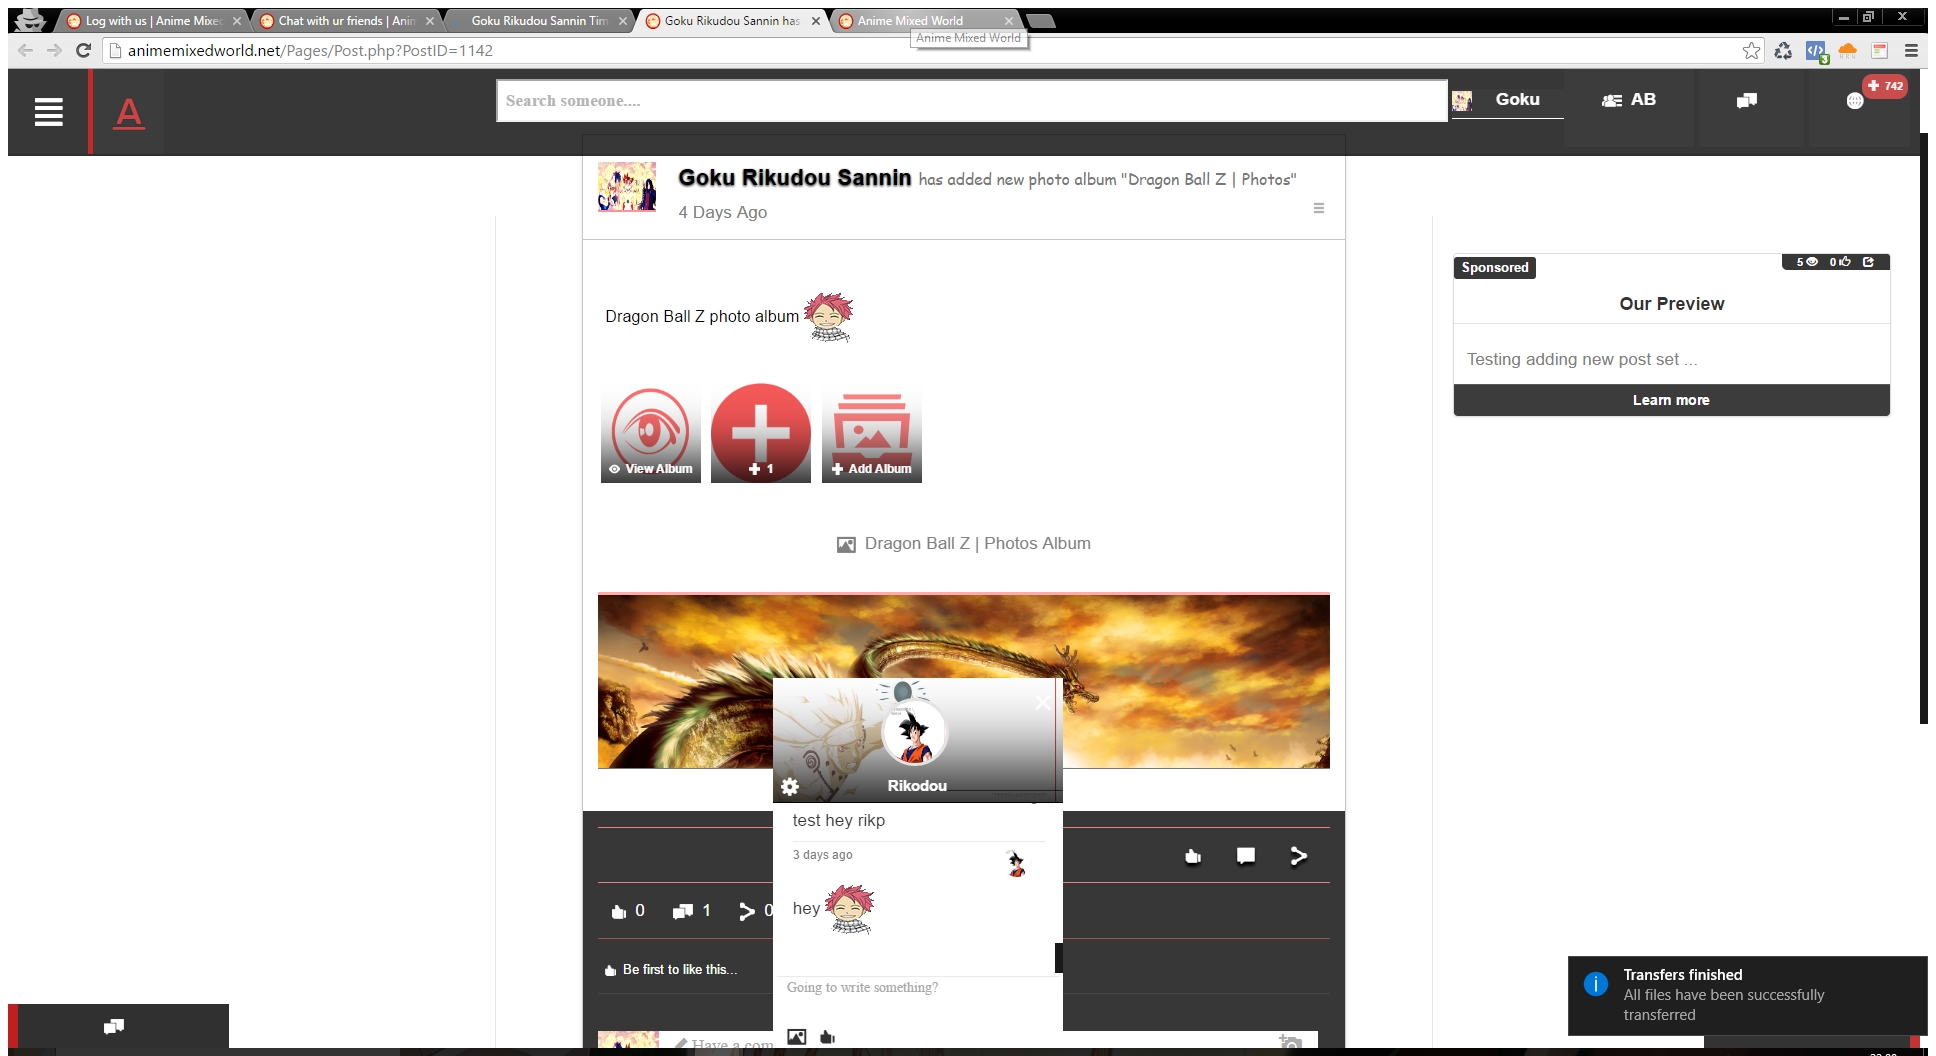 Log with us | Anime Mixe
Chat with ur friends | Ani
Goku Rikudou Sannin Tim
Goku Rikudou Sannin has
Anime Mixed World
Anime Mixed World
animemixedworld.net/Pages/Post.php?PostID=1142
3
A
Search someone....
Goku
AB
742
Goku Rikudou Sannin has added new photo album "Dragon Ball Z | Photos"
4 Days Ago
Sponsored
5
0
Our Preview
Dragon Ball Z photo album
Testing adding new post set ...
Learn more
View Album
1
Add Album
Dragon Ball Z | Photos Album
Rikodou
test hey rikp
3 days ago
hey
0
1
0
Be first to like this...
Going to write something?
Have a com
Transfers finished
All files have been successfully
transferred